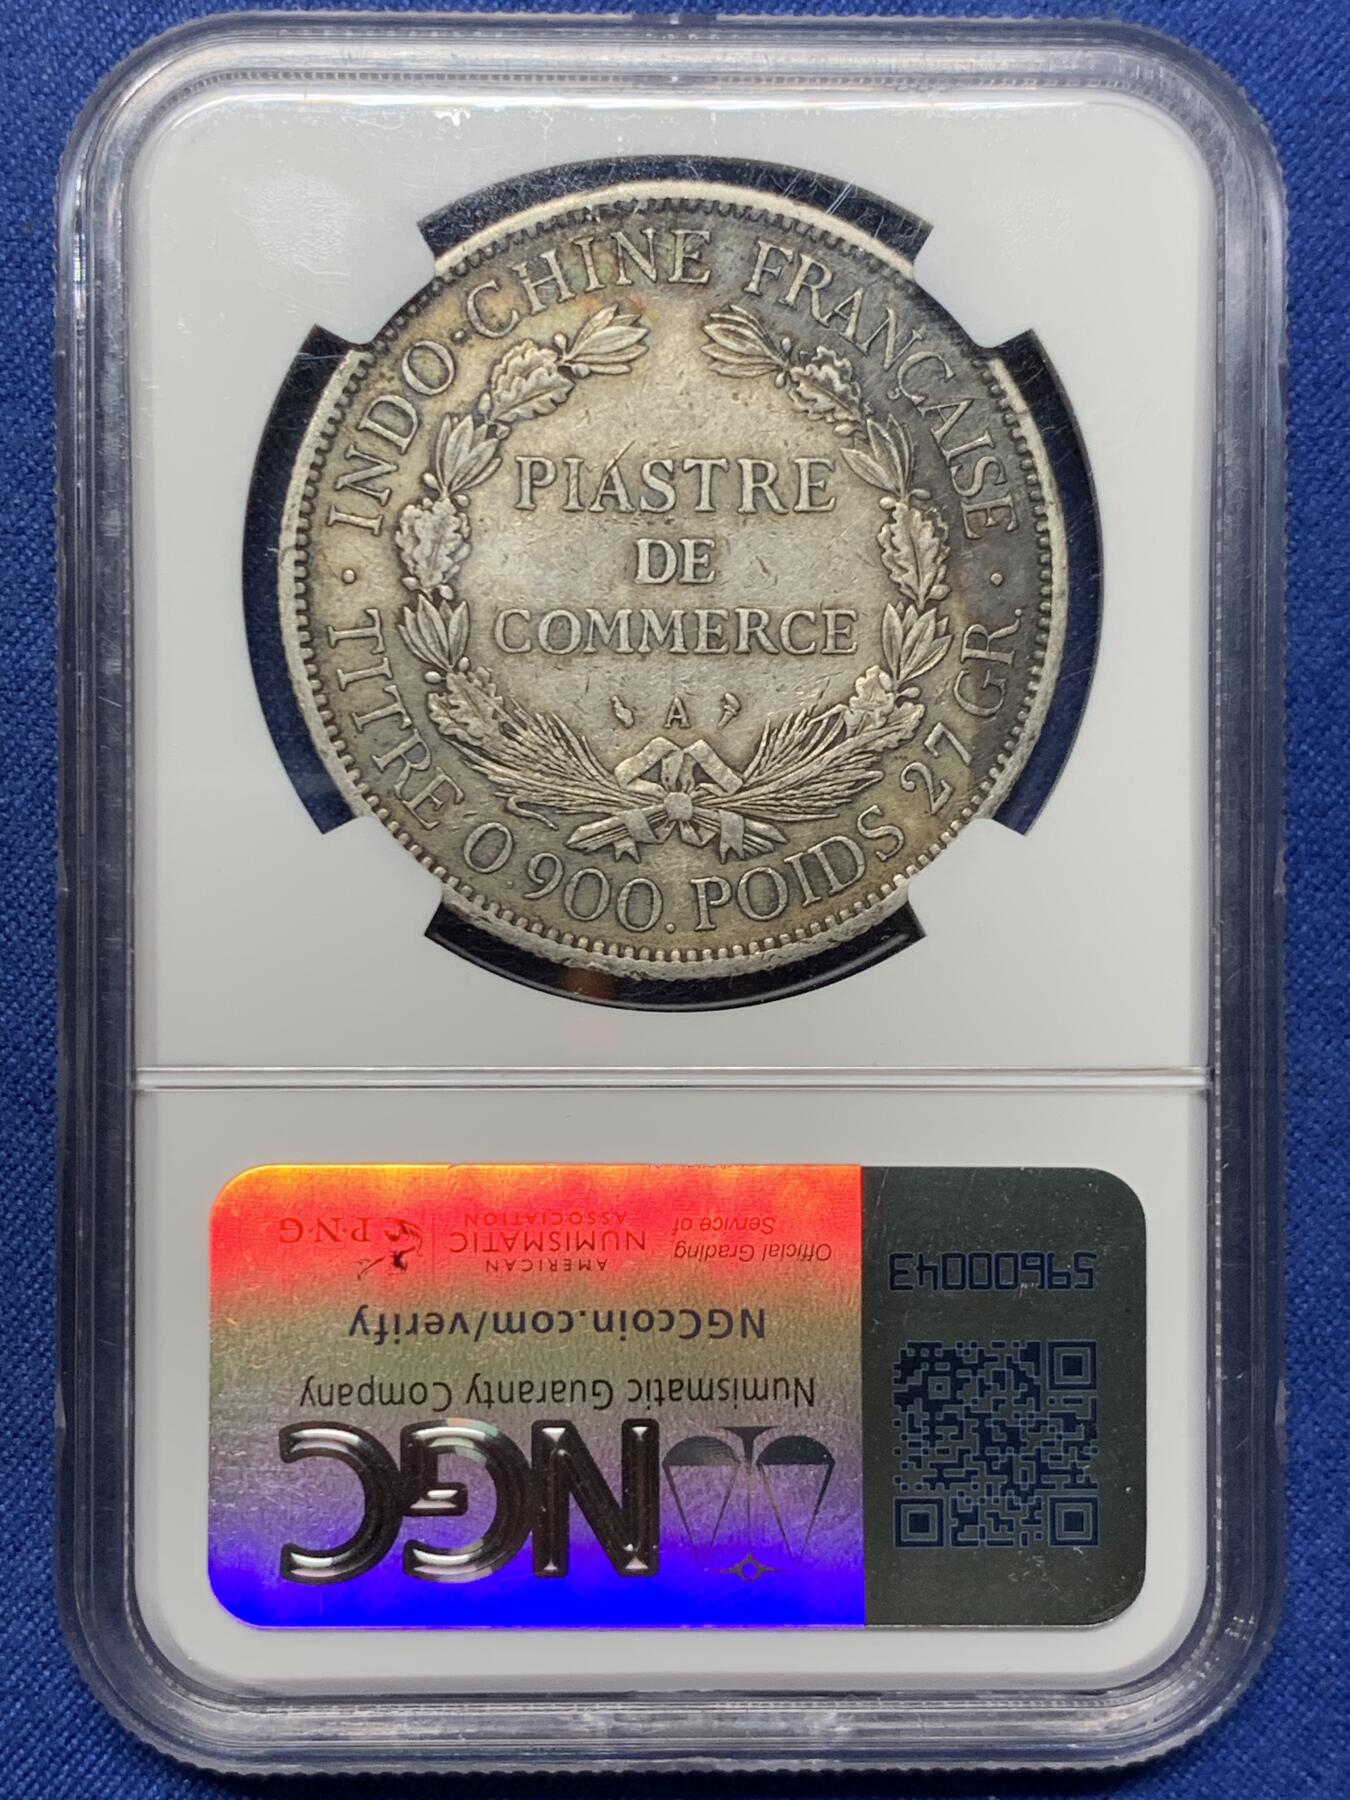 · INDO-CHINE FRANÇAISE ·
TITRE 0.900. POIDS 27 GR.
PIASTRE
DE
COMMERCE
A
NGC
Numismatic Guaranty Company
NGCcoin.com/verify
Official Grading
Service of
AMERICAN
NUMISMATIC
ASSOCIATION
P·N·G
59600043